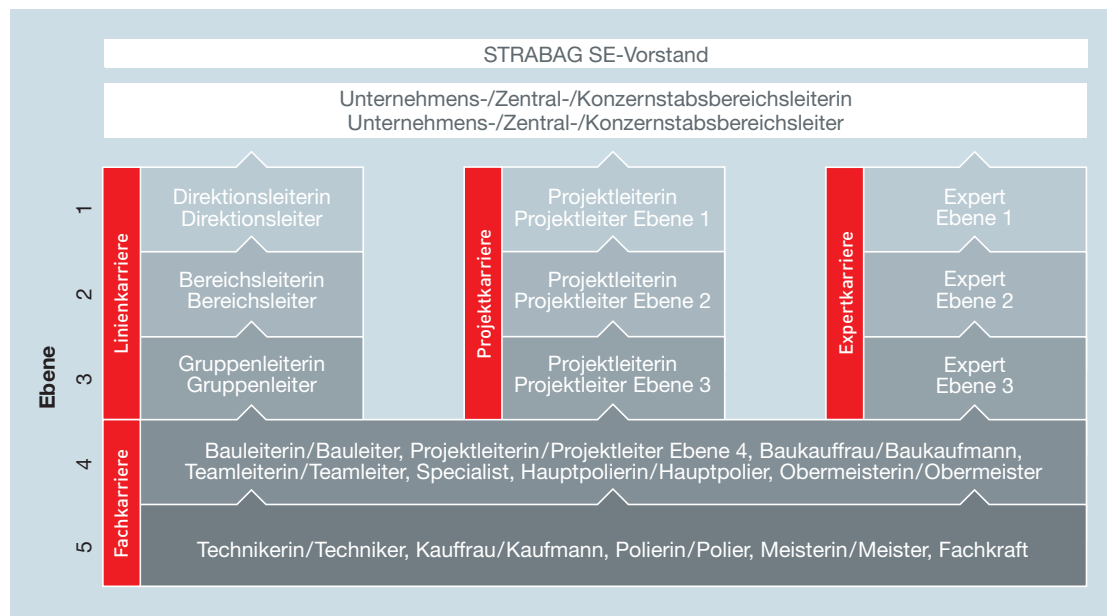 STRABAG SE-Vorstand
Unternehmens-/Zentral-/Konzernstabsbereichsleiterin
Unternehmens-/Zentral-/Konzernstabsbereichsleiter
Ebene
1
2
3
4
5
Linienkarriere
Direktionsleiterin
Direktionsleiter
Bereichsleiterin
Bereichsleiter
Gruppenleiterin
Gruppenleiter
Projektkarriere
Projektleiterin
Projektleiter Ebene 1
Projektleiterin
Projektleiter Ebene 2
Projektleiterin
Projektleiter Ebene 3
Expertkarriere
Expert
Ebene 1
Expert
Ebene 2
Expert
Ebene 3
Fachkarriere
Bauleiterin/Bauleiter, Projektleiterin/Projektleiter Ebene 4, Baukauffrau/Baukaufmann,
Teamleiterin/Teamleiter, Specialist, Hauptpolierin/Hauptpolier, Obermeisterin/Obermeister
Technikerin/Techniker, Kauffrau/Kaufmann, Polierin/Polier, Meisterin/Meister, Fachkraft